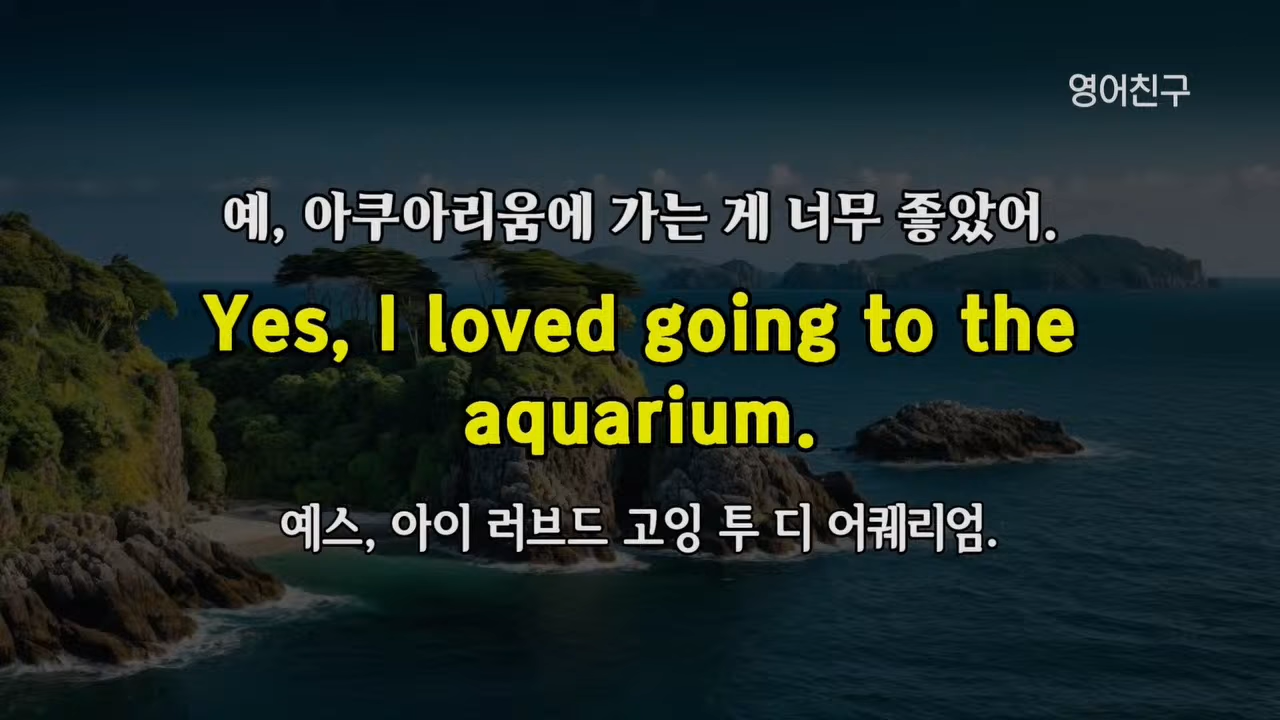 영어친구
예, 아쿠아리움에 가는 게 너무 좋았어.
Yes, I loved going to the
aquarium.
예스, 아이 러브드 고잉 투 디 어퀘리엄.